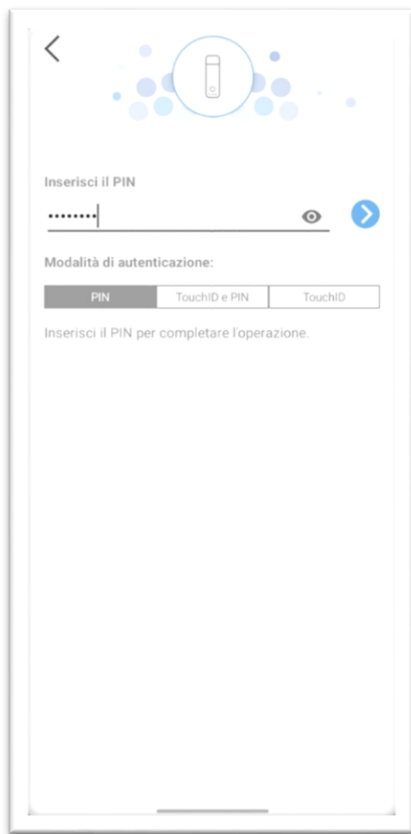 Inserisci il PIN
••••••••
Modalità di autenticazione:
PIN TouchID e PIN TouchID
Inserisci il PIN per completare l'operazione.